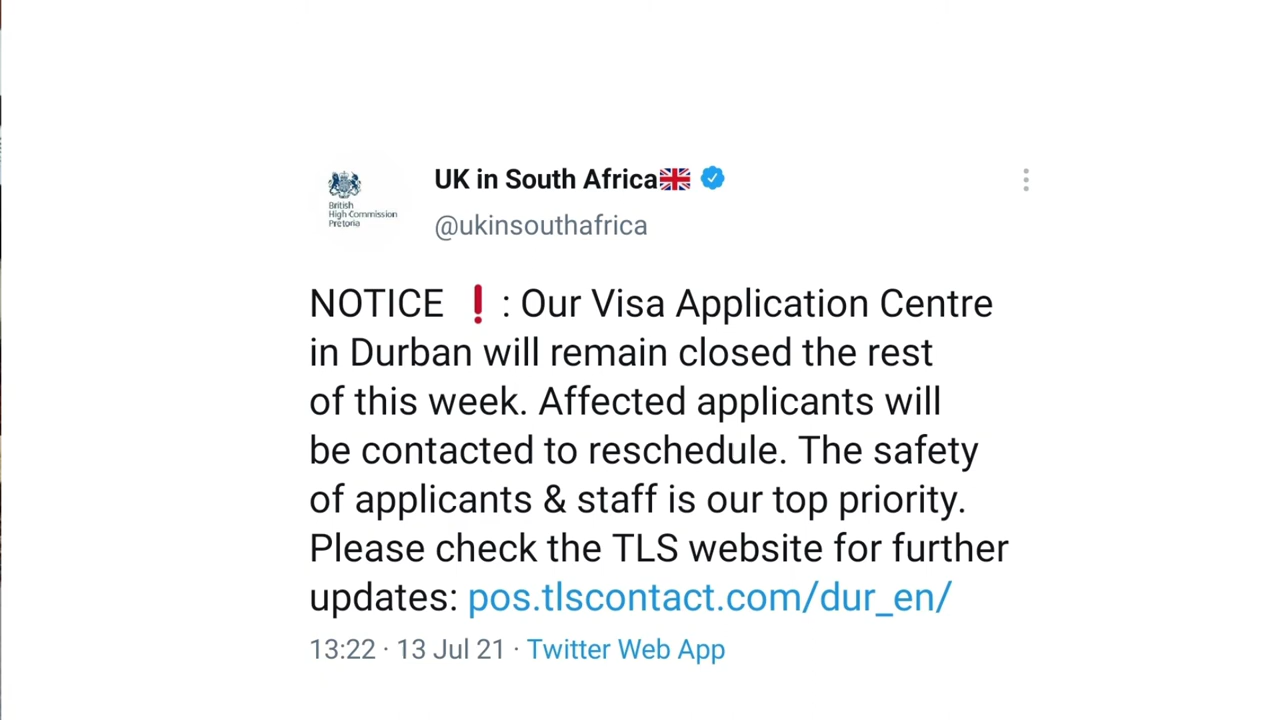 British
High Commission
Pretoria
UK in South Africa🇬🇧
@ukinsouthafrica
NOTICE ❗: Our Visa Application Centre
in Durban will remain closed the rest
of this week. Affected applicants will
be contacted to reschedule. The safety
of applicants & staff is our top priority.
Please check the TLS website for further
updates: pos.tlscontact.com/dur_en/
13:22 · 13 Jul 21 · Twitter Web App